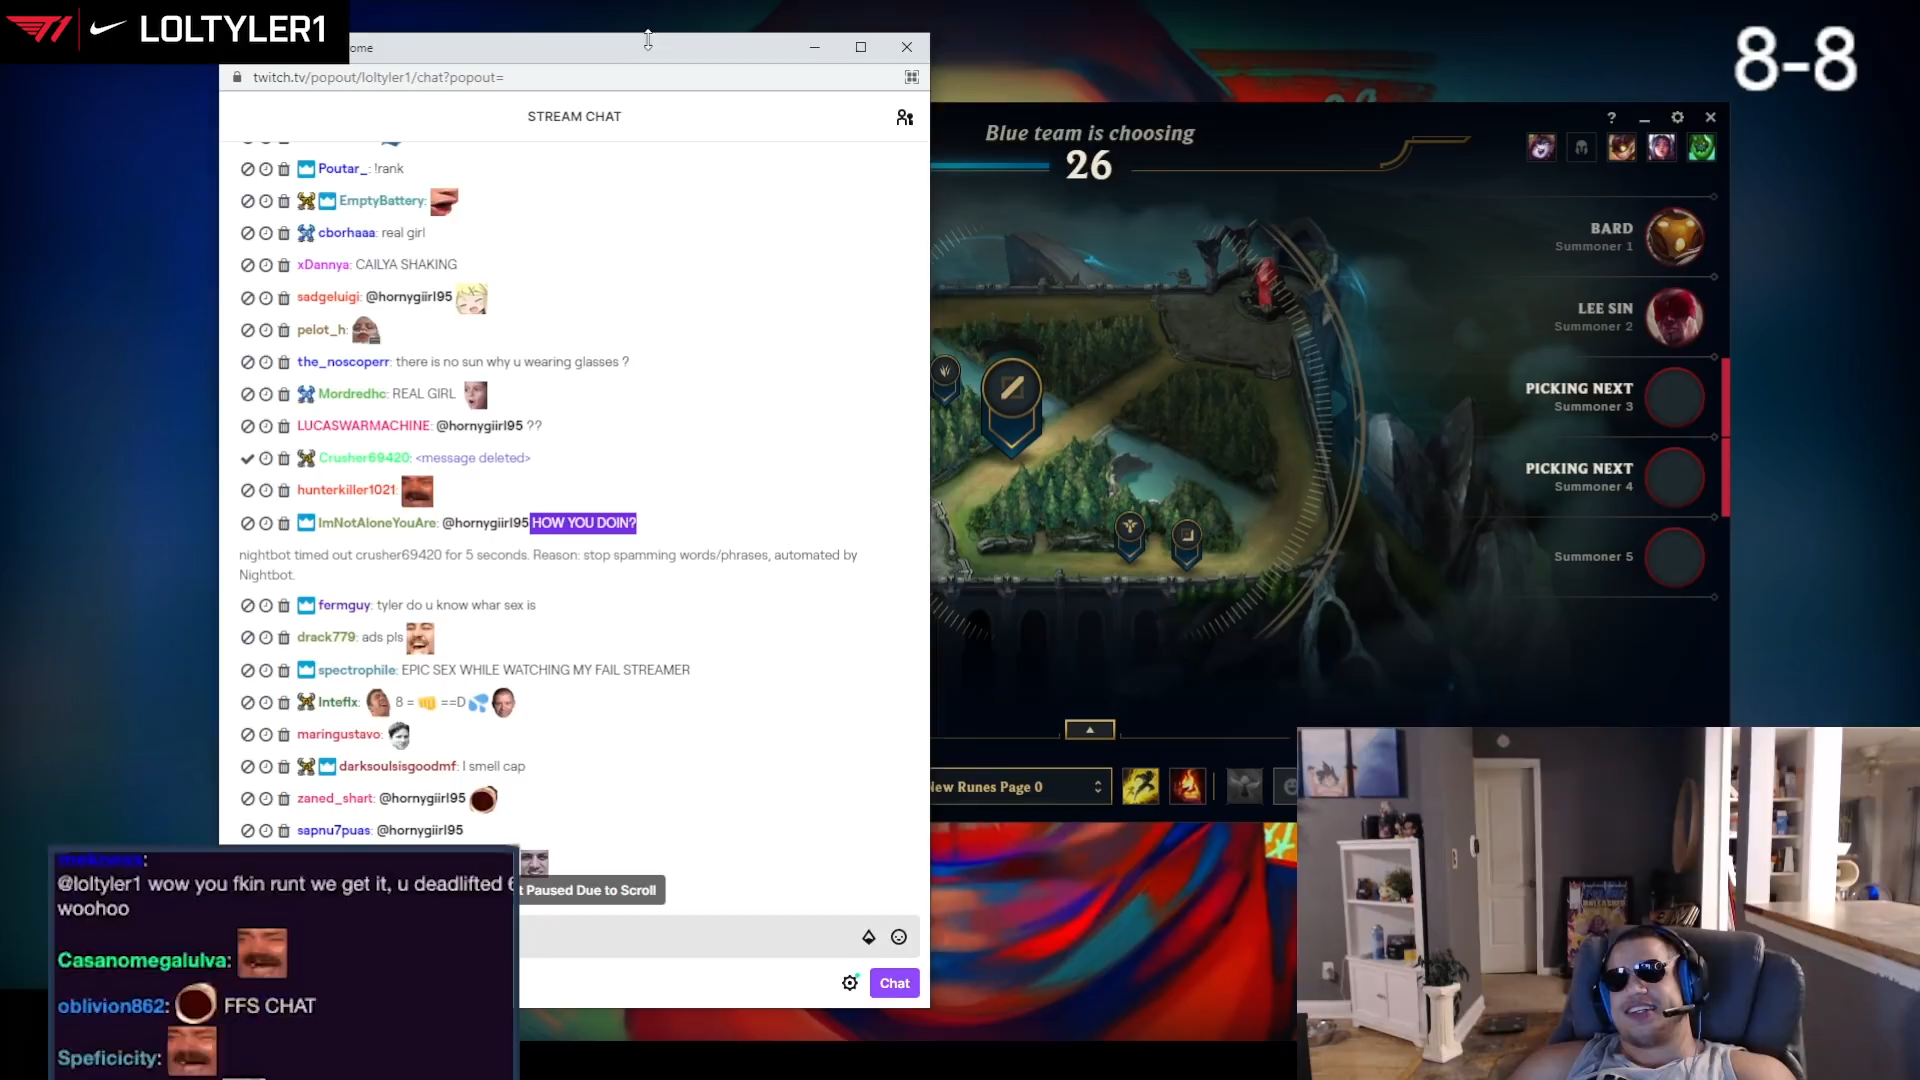 T1
LOLTYLER1
8-8
ome
twitch.tv/popout/loltyler1/chat?popout=
STREAM CHAT
Poutar_: !rank
EmptyBattery:
cborhaaa: real girl
xDannya: CAILYA SHAKING
sadgeluigi: @hornygiirl95
pelot_h:
the_noscoperr: there is no sun why u wearing glasses ?
Mordredhc: REAL GIRL
LUCASWARMACHINE: @hornygiirl95 ??
Crusher69420: <message deleted>
hunterkiller1021:
ImNotAloneYouAre: @hornygiirl95 HOW YOU DOIN?
nightbot timed out crusher69420 for 5 seconds. Reason: stop spamming words/phrases, automated by
Nightbot.
fermguy: tyler do u know whar sex is
drack779: ads pls
spectrophile: EPIC SEX WHILE WATCHING MY FAIL STREAMER
Inteflx: 8 = ==D
maringustavo:
darksoulsisgoodmf: I smell cap
zaned_shart: @hornygiirl95
sapnu7puas: @hornygiirl95
t Paused Due to Scroll
Chat
@loltyler1 wow you fkin runt we get it, u deadlifted 6
woohoo
Casanomegalulva:
oblivion862: FFS CHAT
Speficicity:
Blue team is choosing
26
?
BARD
Summoner 1
LEE SIN
Summoner 2
PICKING NEXT
Summoner 3
PICKING NEXT
Summoner 4
Summoner 5
New Runes Page 0